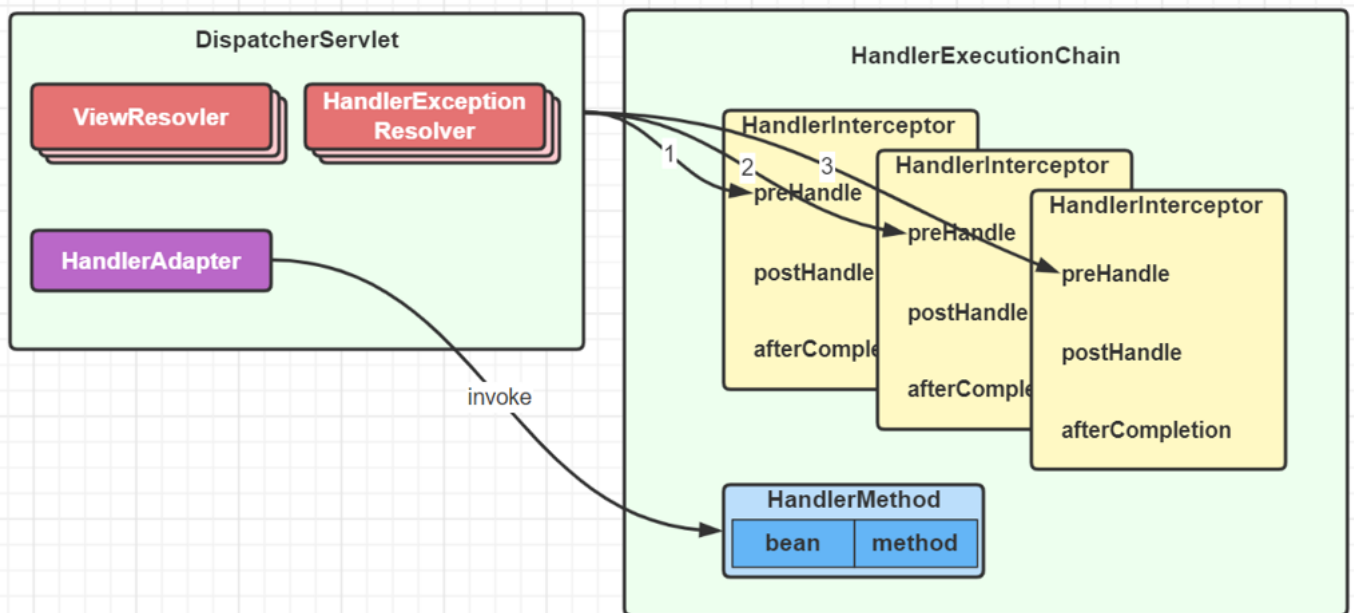 DispatcherServlet
ViewResovler
HandlerException
Resolver
HandlerAdapter
invoke
HandlerExecutionChain
1
2
3
HandlerInterceptor
preHandle
postHandle
afterComple
HandlerInterceptor
preHandle
postHandle
afterComple
HandlerInterceptor
preHandle
postHandle
afterCompletion
HandlerMethod
bean
method